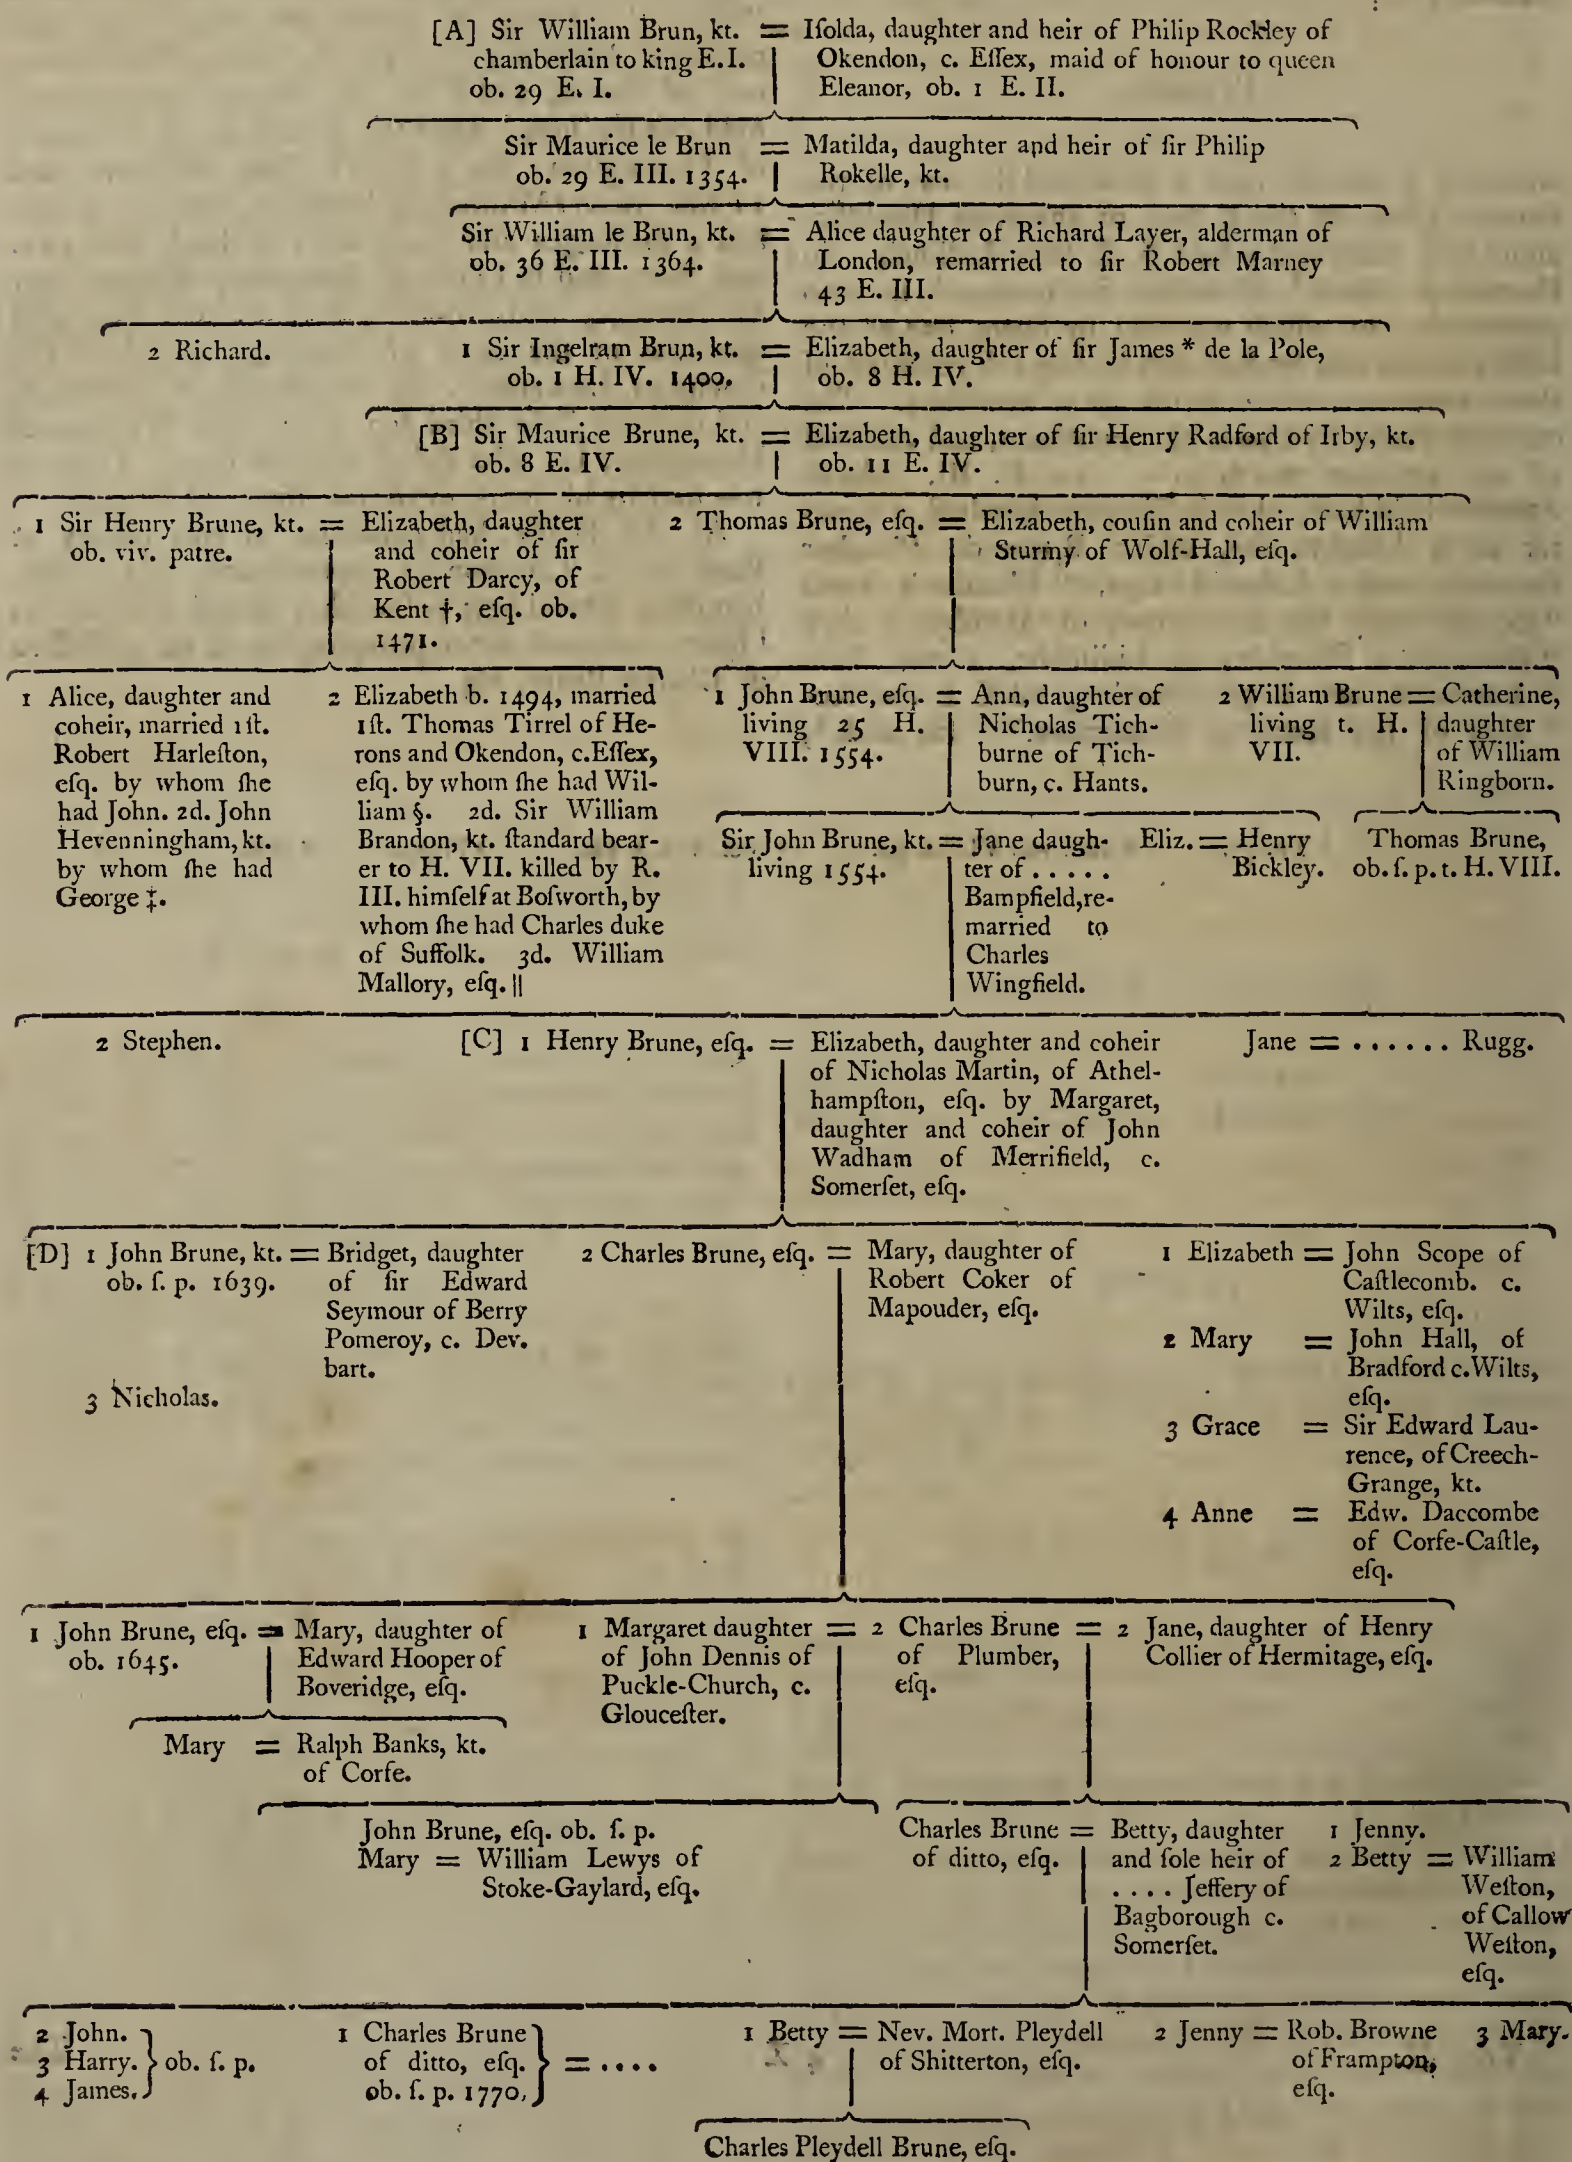 [A] Sir William Brun, kt. = Iſolda, daughter and heir of Philip Rockley of
chamberlain to king E. I. Okendon, c. Eſſex, maid of honour to queen
ob. 29 E. I. Eleanor, ob. 1 E. II.
Sir Maurice le Brun = Matilda, daughter and heir of ſir Philip
ob. 29 E. III. 1354. Rokelle, kt.
Sir William le Brun, kt. = Alice daughter of Richard Layer, alderman of
ob. 36 E. III. 1364. London, remarried to ſir Robert Marney
43 E. III.
2 Richard. 1 Sir Ingelram Brun, kt. = Elizabeth, daughter of ſir James * de la Pole,
ob. 1 H. IV. 1400. ob. 8 H. IV.
[B] Sir Maurice Brune, kt. = Elizabeth, daughter of ſir Henry Radford of Irby, kt.
ob. 8 E. IV. ob. 11 E. IV.
1 Sir Henry Brune, kt. =
ob. viv. patre.
Elizabeth, daughter
and coheir of ſir
Robert Darcy, of
Kent †, eſq. ob.
1471.
2 Thomas Brune, eſq. = Elizabeth, couſin and coheir of William
Sturmy of Wolf-Hall, eſq.
1 Alice, daughter and
coheir, married 1ſt.
Robert Harleſton,
eſq. by whom ſhe
had John. 2d. John
Hevenningham, kt.
by whom ſhe had
George ‡.
2 Elizabeth b. 1494, married
1ſt. Thomas Tirrel of He-
rons and Okendon, c.Eſſex,
eſq. by whom ſhe had Wil-
liam §. 2d. Sir William
Brandon, kt. ſtandard bear-
er to H. VII. killed by R.
III. himſelf at Boſworth, by
whom ſhe had Charles duke
of Suffolk. 3d. William
Mallory, eſq. ||
1 John Brune, eſq. =
living 25 H.
VIII. 1554.
Ann, daughter of
Nicholas Tich-
burne of Tich-
burn, c. Hants.
2 William Brune =
living t. H.
VII.
Catherine,
daughter
of William
Ringborn.
Sir John Brune, kt. =
living 1554.
Jane daugh-
ter of . . . . .
Bampfield, re-
married to
Charles
Wingfield.
Eliz. = Henry
Bickley.
Thomas Brune,
ob. ſ. p. t. H. VIII.
2 Stephen.
[C] 1 Henry Brune, eſq. =
Elizabeth, daughter and coheir
of Nicholas Martin, of Athel-
hampſton, eſq. by Margaret,
daughter and coheir of John
Wadham of Merrifield, c.
Somerſet, eſq.
Jane = . . . . . . Rugg.
[D] 1 John Brune, kt. =
ob. ſ. p. 1639.
Bridget, daughter
of ſir Edward
Seymour of Berry
Pomeroy, c. Dev.
bart.
3 Nicholas.
2 Charles Brune, eſq. =
Mary, daughter of
Robert Coker of
Mapouder, eſq.
1 Elizabeth = John Scope of
Caſtlecomb. c.
Wilts, eſq.
2 Mary = John Hall, of
Bradford c. Wilts,
eſq.
3 Grace = Sir Edward Lau-
rence, of Creech-
Grange, kt.
4 Anne = Edw. Daccombe
of Corfe-Caſtle,
eſq.
1 John Brune, eſq. =
ob. 1645.
Mary, daughter of
Edward Hooper of
Boveridge, eſq.
1 Margaret daughter =
of John Dennis of
Puckle-Church, c.
Glouceſter.
2 Charles Brune =
of Plumber,
eſq.
2 Jane, daughter of Henry
Collier of Hermitage, eſq.
Mary = Ralph Banks, kt.
of Corfe.
John Brune, eſq. ob. ſ. p.
Mary = William Lewys of
Stoke-Gaylard, eſq.
Charles Brune =
of ditto, eſq.
Betty, daughter
and ſole heir of
. . . . Jeffery of
Bagborough c.
Somerſet.
1 Jenny.
2 Betty = William
Weſton,
of Callow
Weſton,
eſq.
2 John.
3 Harry. } ob. ſ. p.
4 James.
1 Charles Brune
of ditto, eſq. } = . . . .
ob. ſ. p. 1770.
1 Betty = Nev. Mort. Pleydell
of Shitterton, eſq.
2 Jenny = Rob. Browne
of Frampton,
eſq.
3 Mary.
Charles Pleydell Brune, eſq.